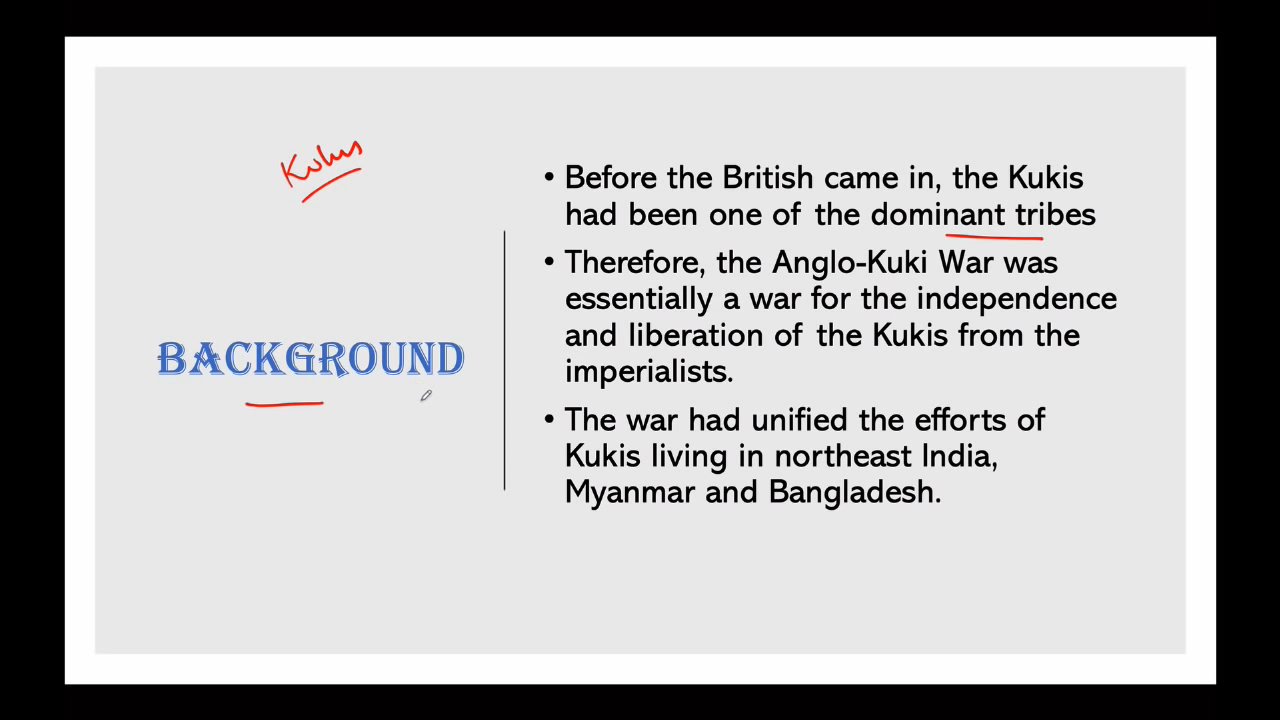 Kukis
BACKGROUND
• Before the British came in, the Kukis
had been one of the dominant tribes
• Therefore, the Anglo-Kuki War was
essentially a war for the independence
and liberation of the Kukis from the
imperialists.
• The war had unified the efforts of
Kukis living in northeast India,
Myanmar and Bangladesh.